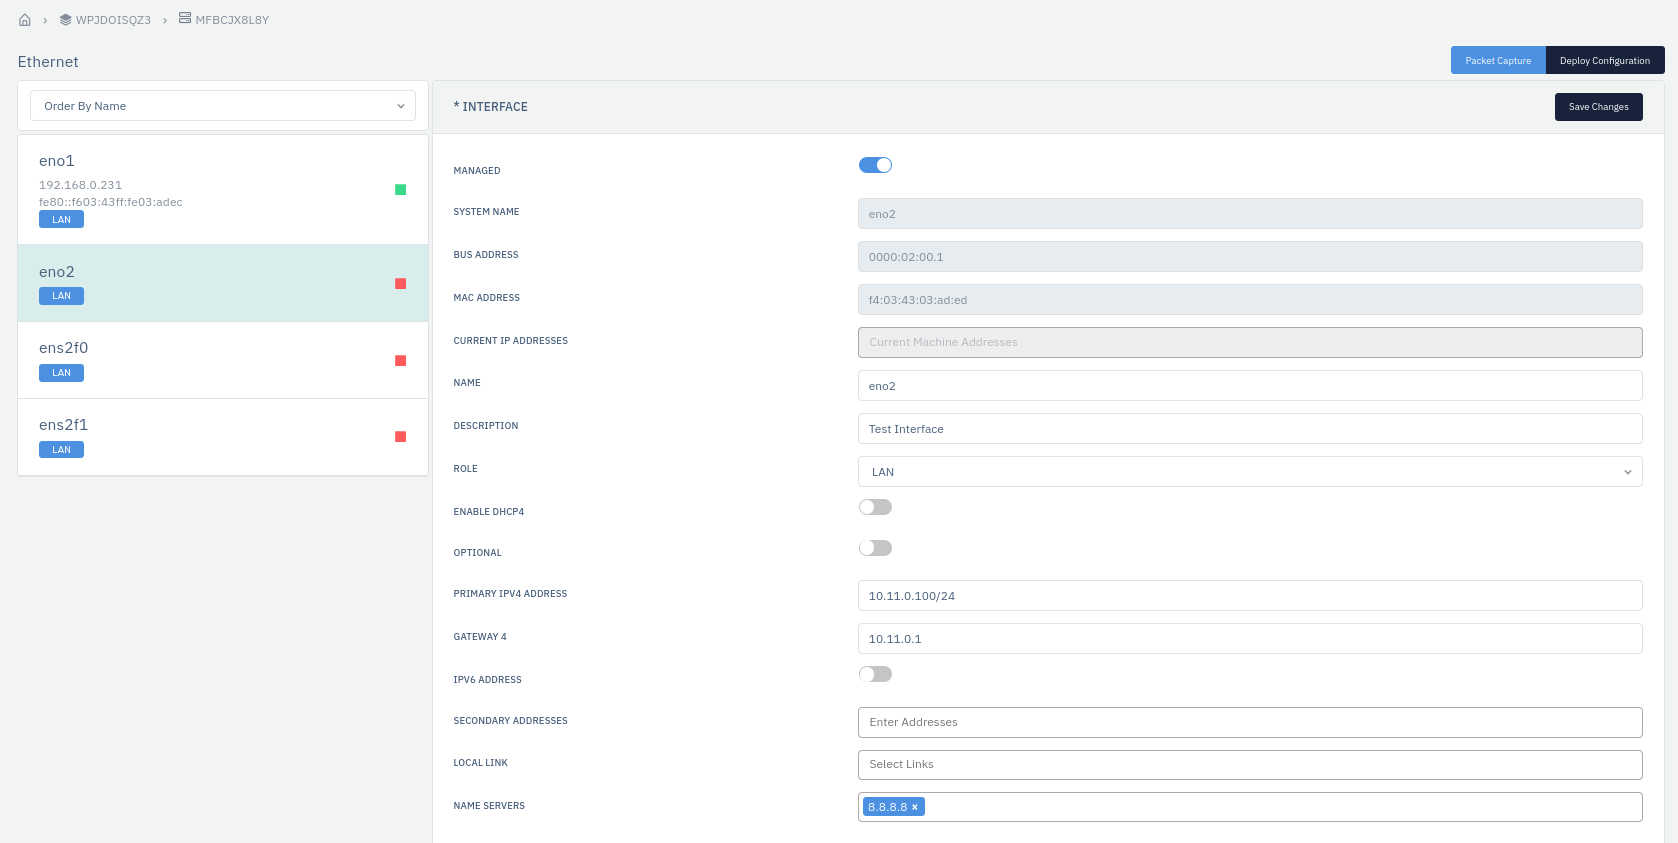 WPJDOISQZ3 MFBCJX8L8Y
Ethernet
Packet Capture Deploy Configuration
Order By Name
eno1
192.168.0.231
fe80::f603:43ff:fe03:adec
LAN
eno2
LAN
ens2f0
LAN
ens2f1
LAN
* INTERFACE
Save Changes
MANAGED
SYSTEM NAME eno2
BUS ADDRESS 0000:02:00.1
MAC ADDRESS f4:03:43:03:ad:ed
CURRENT IP ADDRESSES Current Machine Addresses
NAME eno2
DESCRIPTION Test Interface
ROLE LAN
ENABLE DHCP4
OPTIONAL
PRIMARY IPV4 ADDRESS 10.11.0.100/24
GATEWAY 4 10.11.0.1
IPV6 ADDRESS
SECONDARY ADDRESSES Enter Addresses
LOCAL LINK Select Links
NAME SERVERS 8.8.8.8 ×